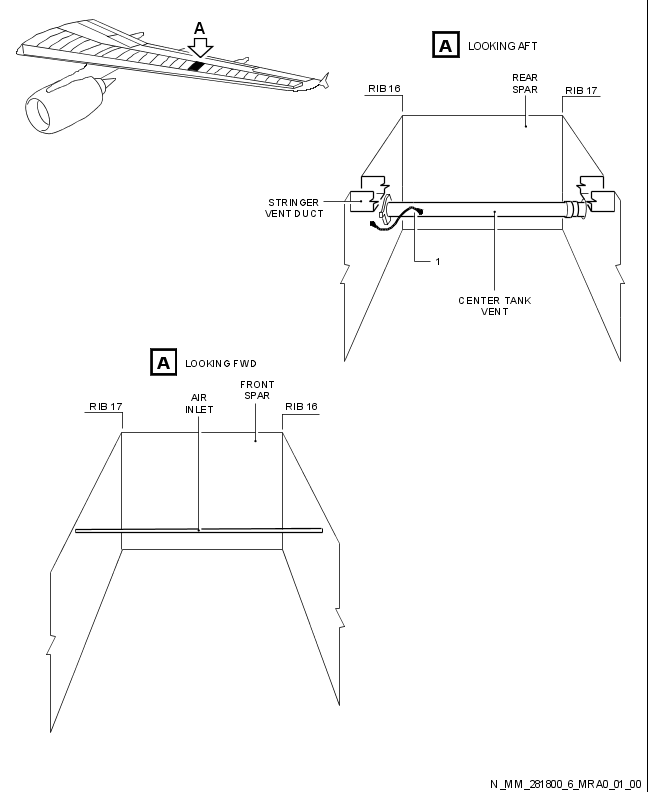 A
A LOOKING AFT
REAR
SPAR
RIB 16
RIB 17
STRINGER
VENT DUCT
1
CENTER TANK
VENT
A LOOKING FWD
FRONT
SPAR
AIR
INLET
RIB 17
RIB 16
N_MM_281800_6_MRA0_01_00